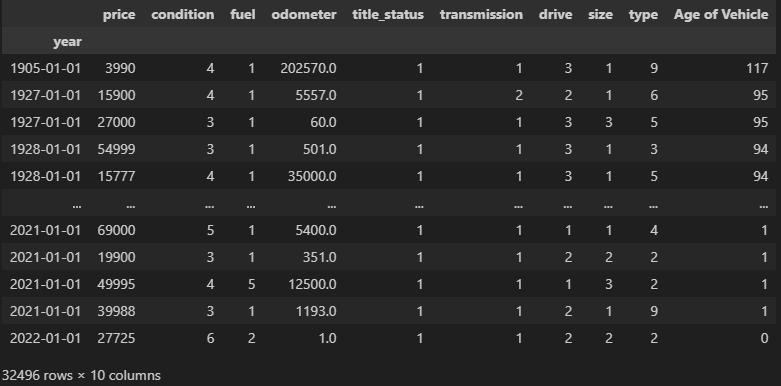 price condition fuel odometer title_status transmission drive size type Age of Vehicle
year
1905-01-01 3990 4 1 202570.0 1 1 3 1 9 117
1927-01-01 15900 4 1 5557.0 1 2 2 1 6 95
1927-01-01 27000 3 1 60.0 1 1 3 3 5 95
1928-01-01 54999 3 1 501.0 1 1 3 1 3 94
1928-01-01 15777 4 1 35000.0 1 1 3 1 5 94
... ... ... ... ... ... ... ... ... ... ...
2021-01-01 69000 5 1 5400.0 1 1 1 1 4 1
2021-01-01 19900 3 1 351.0 1 1 2 2 2 1
2021-01-01 49995 4 5 12500.0 1 1 1 3 2 1
2021-01-01 39988 3 1 1193.0 1 1 2 1 9 1
2022-01-01 27725 6 2 1.0 1 1 2 2 2 0
32496 rows × 10 columns